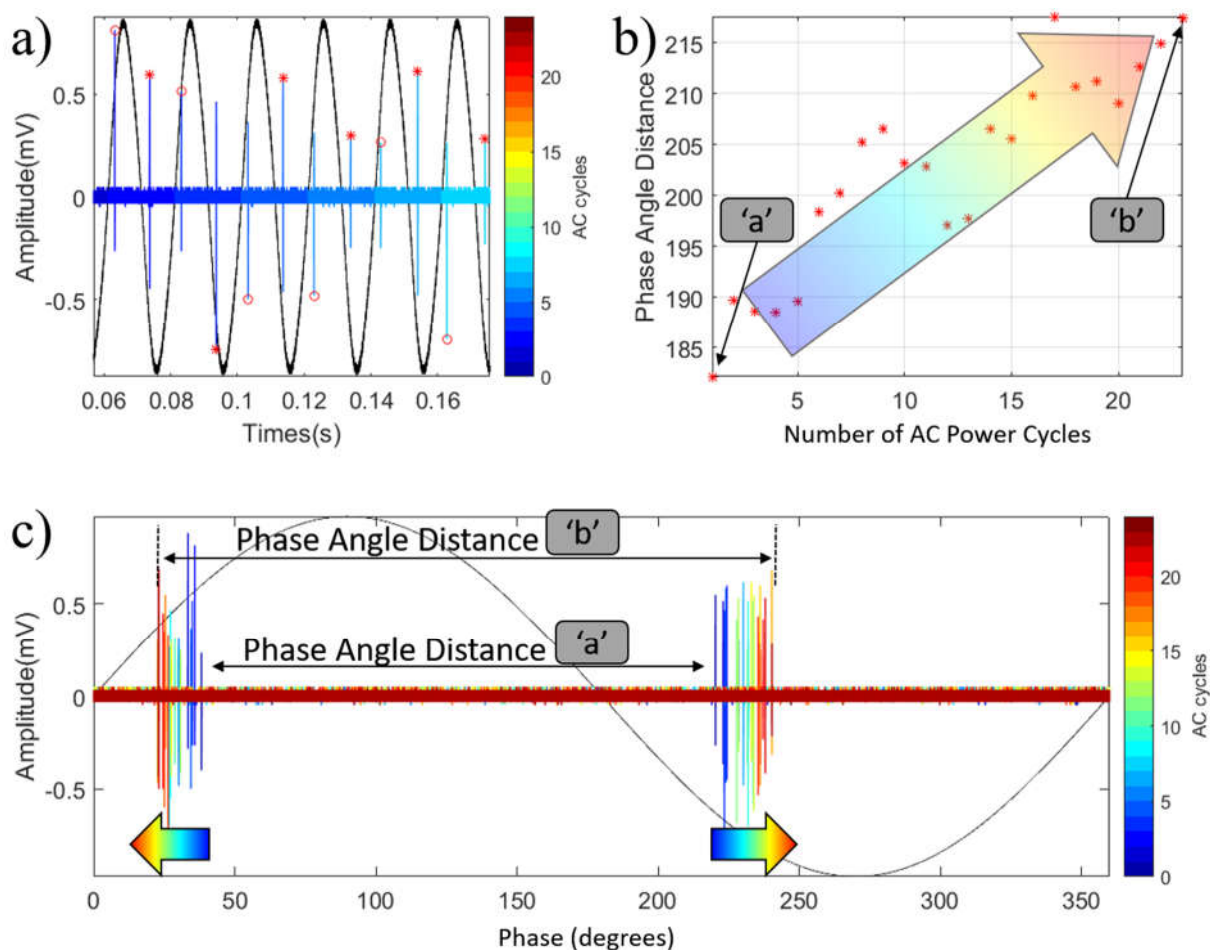 a)
Amplitude(mV)
0.5
0
-0.5
0.06 0.08 0.1 0.12 0.14 0.16
Times(s)
20
15
10
5
0
AC cycles
b)
Phase Angle Distance
215
210
205
200
195
190
185
5 10 15 20
Number of AC Power Cycles
'a'
'b'
c)
Amplitude(mV)
0.5
0
-0.5
Phase Angle Distance 'b'
Phase Angle Distance 'a'
0 50 100 150 200 250 300 350
Phase (degrees)
20
15
10
5
0
AC cycles